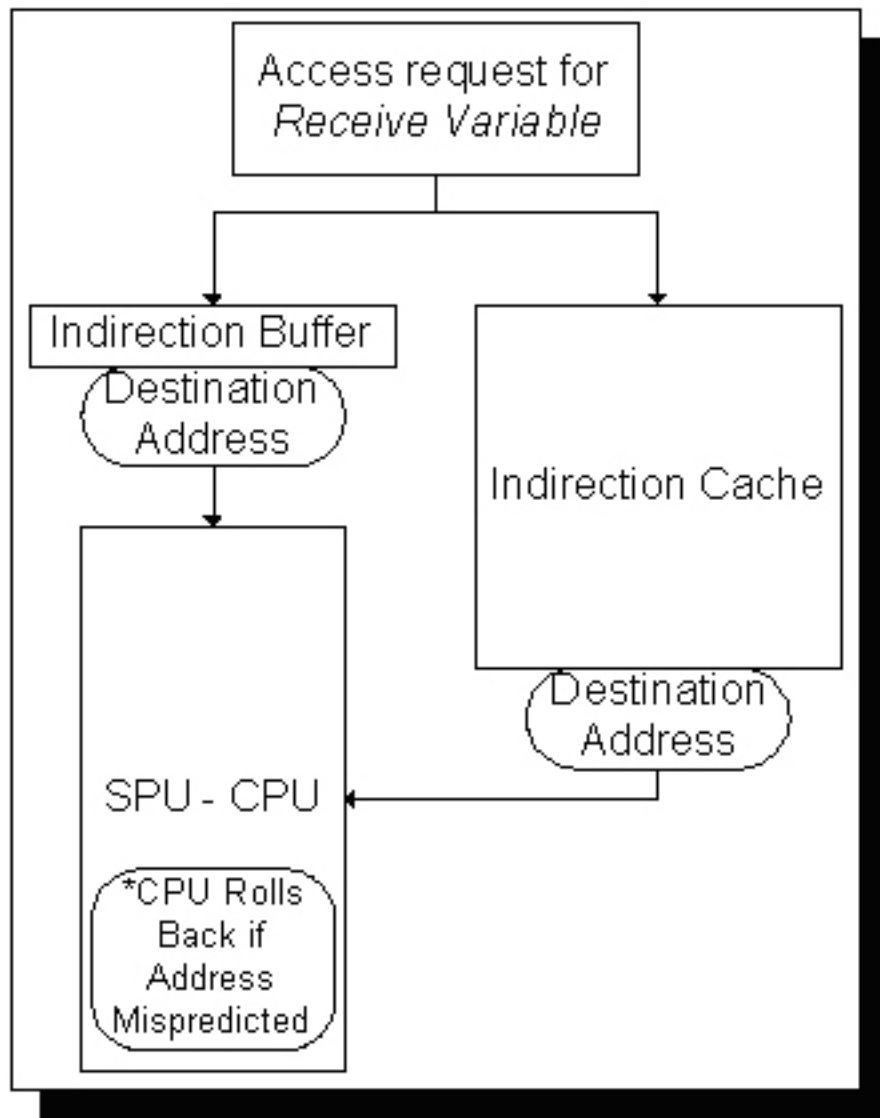 Access request for
Receive Variable
Indirection Buffer
Destination
Address
Indirection Cache
Destination
Address
SPU - CPU
*CPU Rolls
Back if
Address
Mispredicted